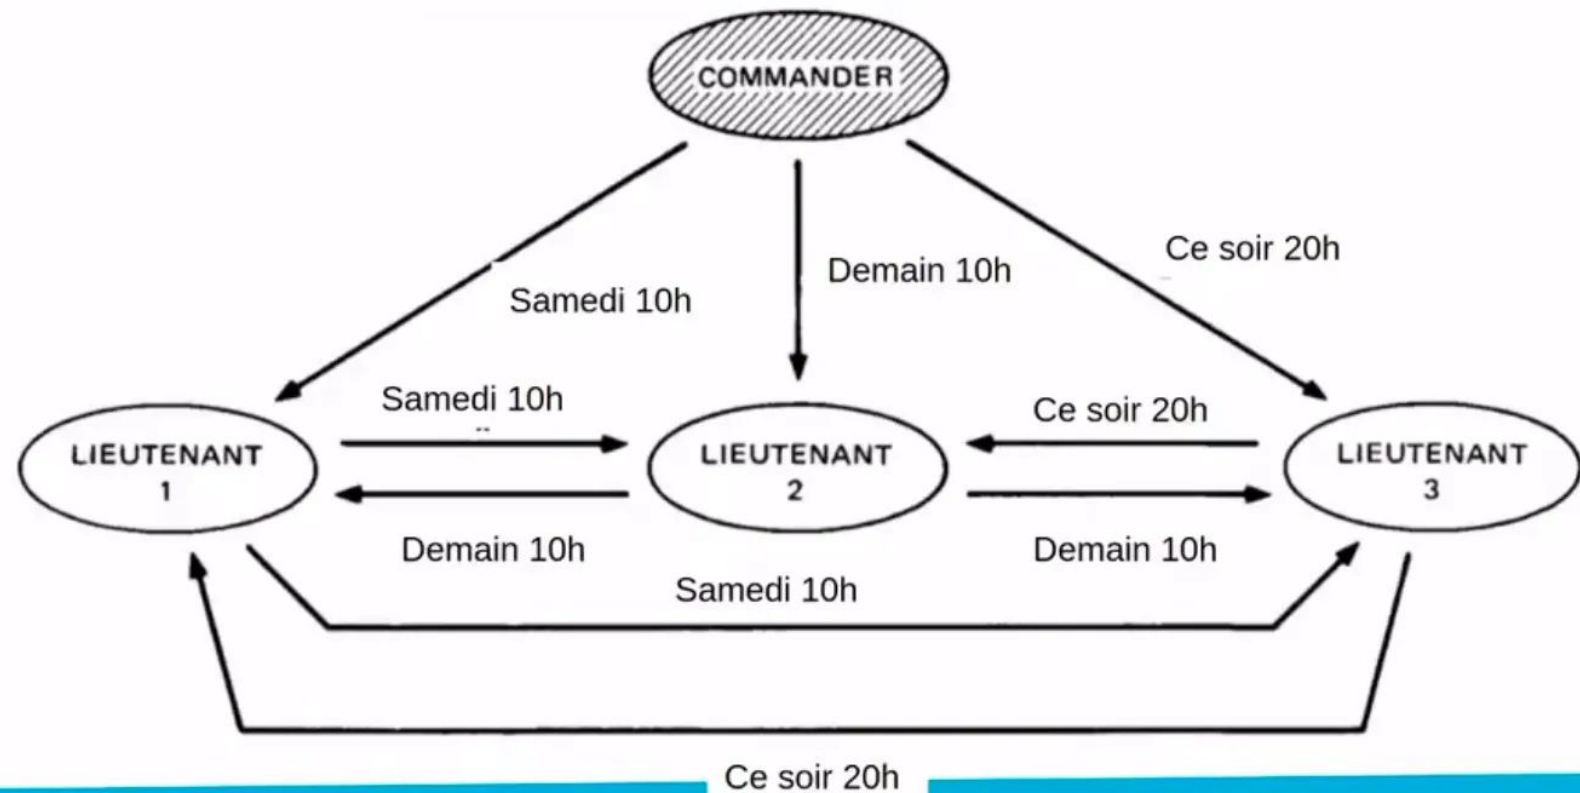 COMMANDER
Ce soir 20h
Demain 10h
Samedi 10h
Samedi 10h
Ce soir 20h
LIEUTENANT
1
LIEUTENANT
2
LIEUTENANT
3
Demain 10h
Demain 10h
Samedi 10h
Ce soir 20h